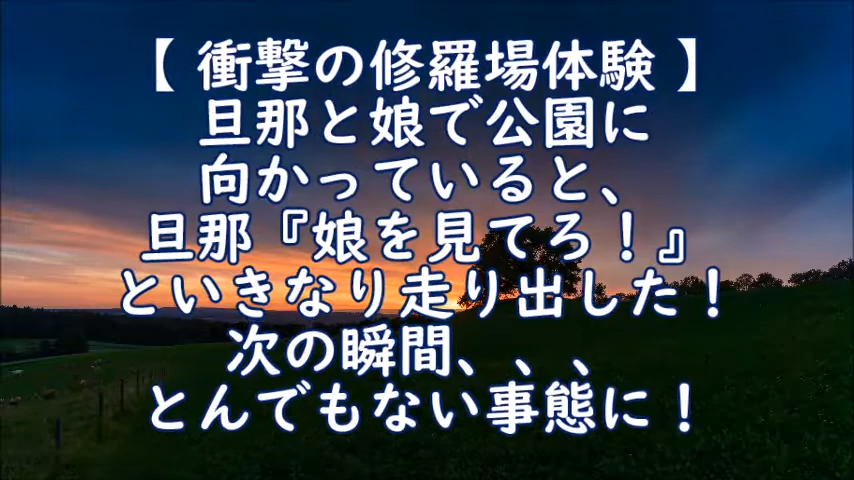 【 衝撃の修羅場体験 】
旦那と娘で公園に
向かっていると、
旦那『娘を見てろ！』
といきなり走り出した！
次の瞬間、、、
とんでもない事態に！